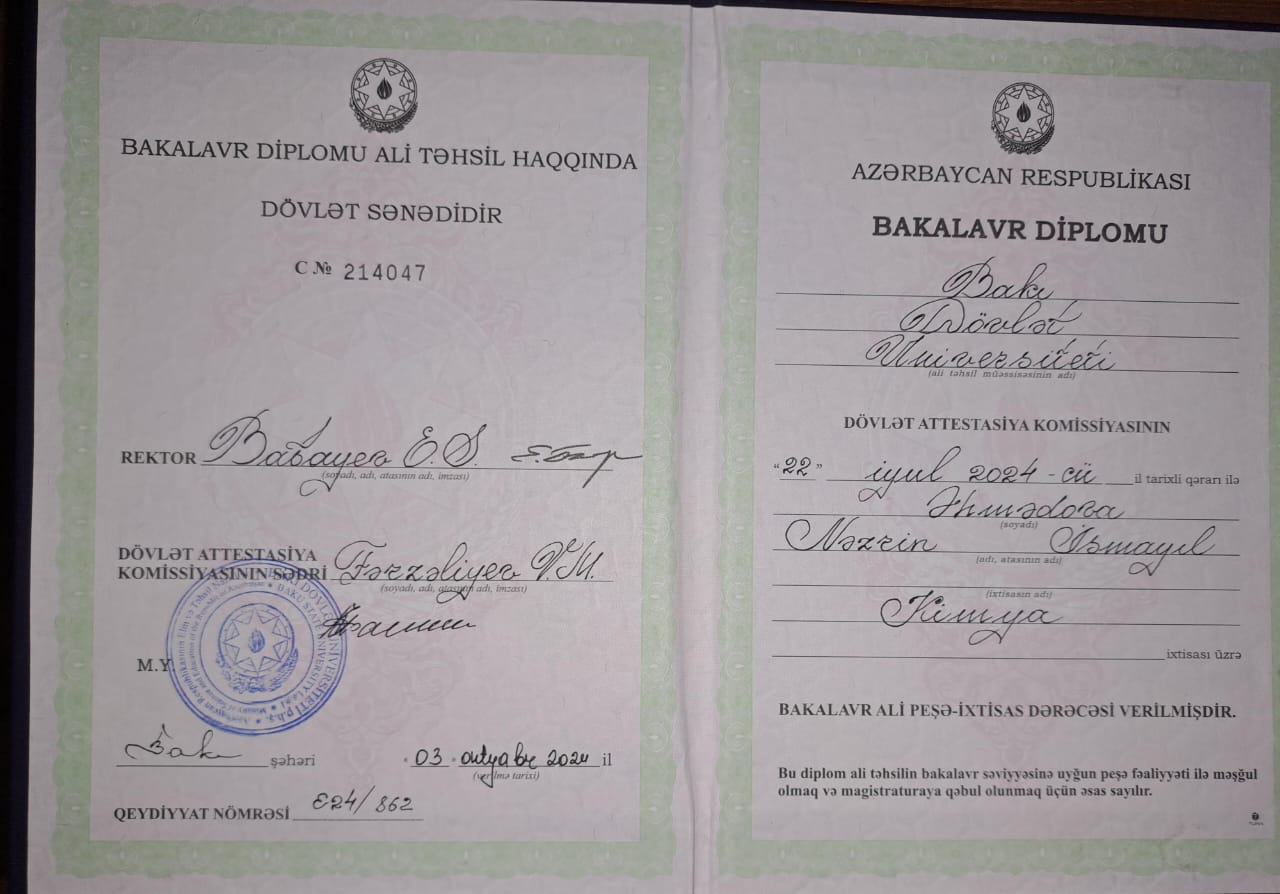 BAKALAVR DİPLOMU ALİ TƏHSİL HAQQINDA
DÖVLƏT SƏNƏDİDİR
C № 214047
REKTOR Babayev E.S.
(soyadı, adı, atasının adı, imzası)
DÖVLƏT ATTESTASİYA
KOMİSSİYASININ SƏDRİ Fərzəliyev V.M.
(soyadı, adı, atasının adı, imzası)
M.Y.
BAKU STATE UNIVERSITY
Bakı şəhəri "03" oktyabr 2024 il
(verilmə tarixi)
QEYDİYYAT NÖMRƏSİ E24/862
AZƏRBAYCAN RESPUBLİKASI
BAKALAVR DİPLOMU
Bakı
Dövlət
Universiteti
(ali təhsil müəssisəsinin adı)
DÖVLƏT ATTESTASİYA KOMİSSİYASININ
"22" iyul 2024-cü il tarixli qərarı ilə
Əhmədova
(soyadı)
Nəzrin İsmayıl
(adı, atasının adı)
(ixtisasın adı)
Kimya
ixtisası üzrə
BAKALAVR ALİ PEŞƏ-İXTİSAS DƏRƏCƏSİ VERİLMİŞDİR.
Bu diplom ali təhsilin bakalavr səviyyəsinə uyğun peşə fəaliyyəti ilə məşğul
olmaq və magistraturaya qəbul olunmaq üçün əsas sayılır.